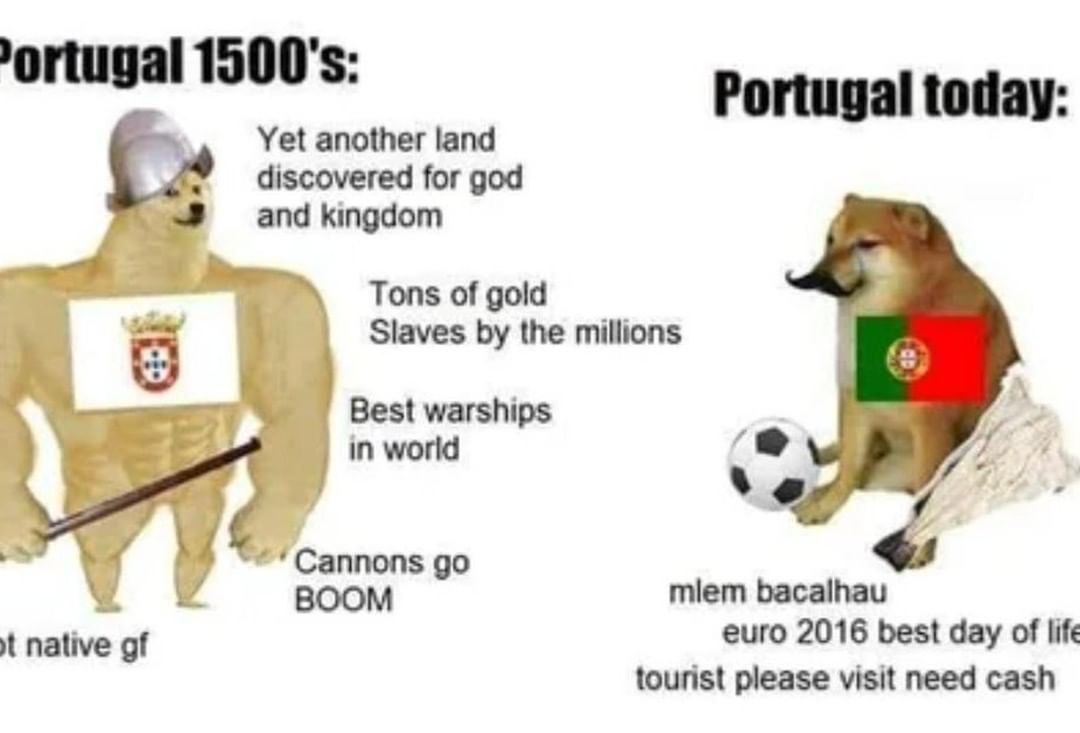 Portugal 1500's:
Yet another land
discovered for god
and kingdom
Tons of gold
Slaves by the millions
Best warships
in world
Cannons go
BOOM
ot native gf
Portugal today:
mlem bacalhau
euro 2016 best day of life
tourist please visit need cash